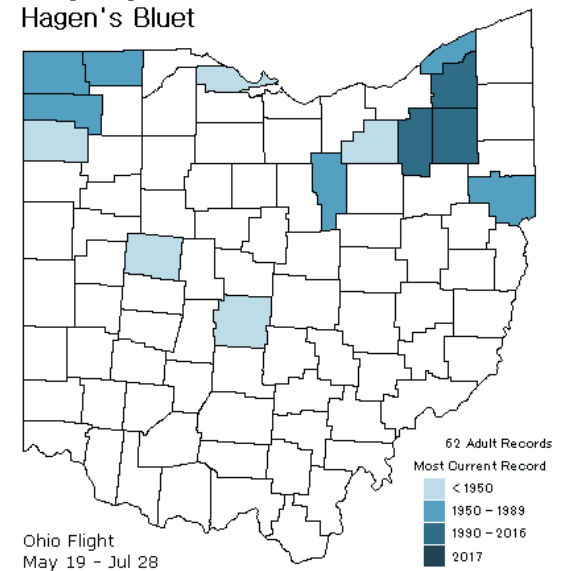 Hagen's Bluet
62 Adult Records
Most Current Record
<1950
1950 - 1989
1990 - 2016
2017
Ohio Flight
May 19 - Jul 28